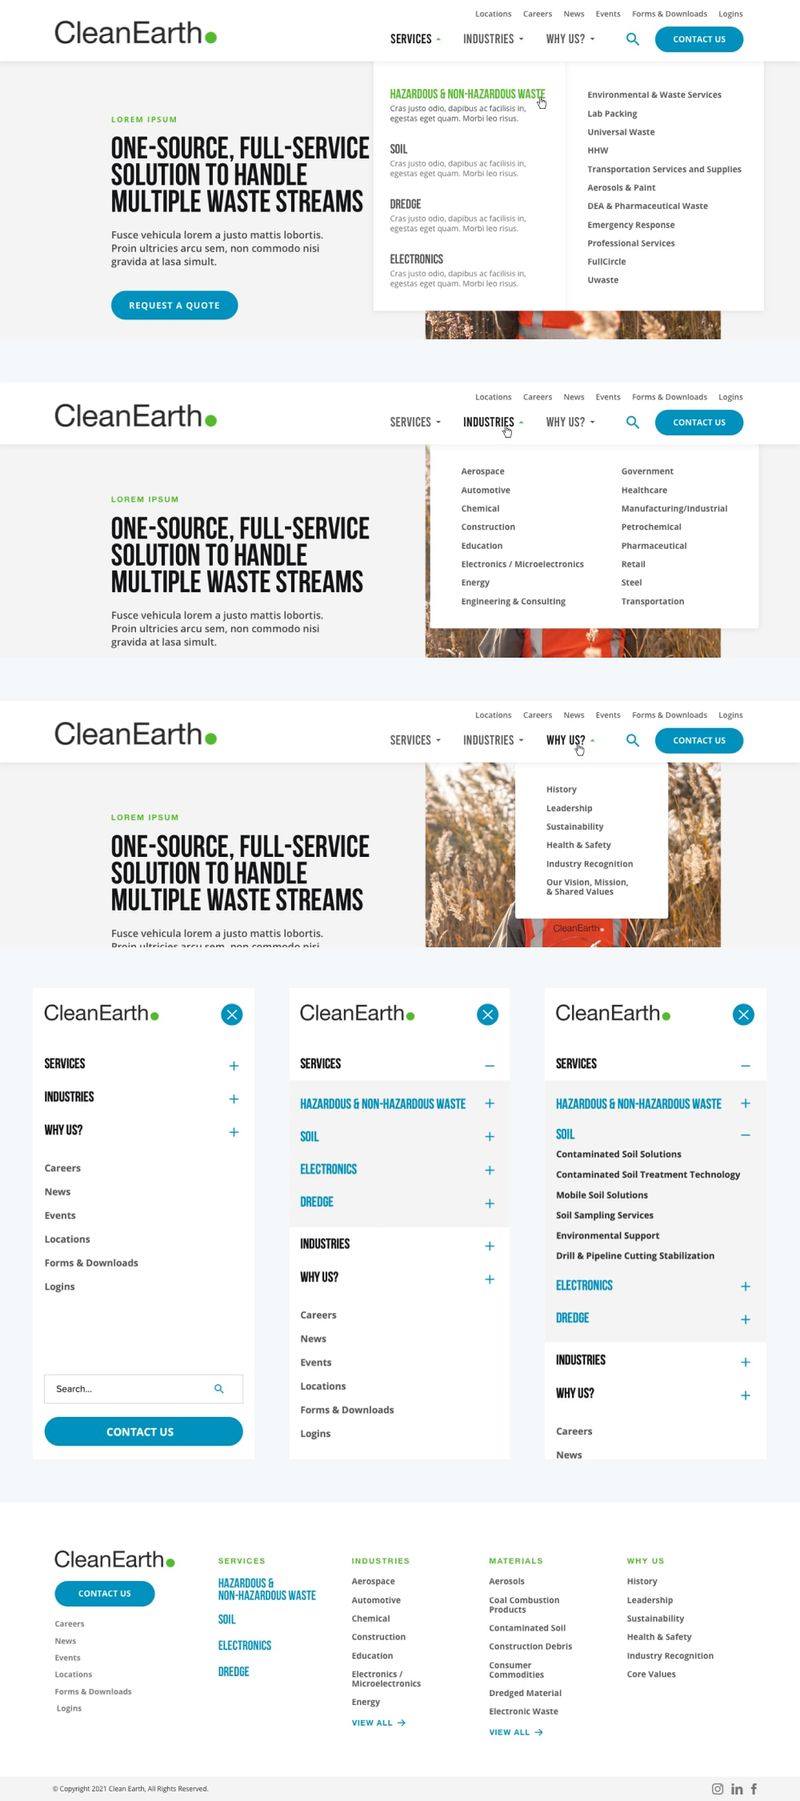 Locations Careers News Events Forms & Downloads Logins
CleanEarth
SERVICES INDUSTRIES WHY US? CONTACT US
HAZARDOUS & NON-HAZARDOUS WASTE
Cras justo odio, dapibus ac facilisis in,
egestas eget quam. Morbi leo risus.
SOIL
Cras justo odio, dapibus ac facilisis in,
egestas eget quam. Morbi leo risus.
DREDGE
Cras justo odio, dapibus ac facilisis in,
egestas eget quam. Morbi leo risus.
ELECTRONICS
Cras justo odio, dapibus ac facilisis in,
egestas eget quam. Morbi leo risus.
Environmental & Waste Services
Lab Packing
Universal Waste
HHW
Transportation Services and Supplies
Aerosols & Paint
DEA & Pharmaceutical Waste
Emergency Response
Professional Services
FullCircle
Uwaste
LOREM IPSUM
ONE-SOURCE, FULL-SERVICE
SOLUTION TO HANDLE
MULTIPLE WASTE STREAMS
Fusce vehicula lorem a justo mattis lobortis.
Proin ultricies arcu sem, non commodo nisi
gravida at lasa simult.
REQUEST A QUOTE
Locations Careers News Events Forms & Downloads Logins
CleanEarth
SERVICES INDUSTRIES WHY US? CONTACT US
Aerospace
Automotive
Chemical
Construction
Education
Electronics / Microelectronics
Energy
Engineering & Consulting
Government
Healthcare
Manufacturing/Industrial
Petrochemical
Pharmaceutical
Retail
Steel
Transportation
LOREM IPSUM
ONE-SOURCE, FULL-SERVICE
SOLUTION TO HANDLE
MULTIPLE WASTE STREAMS
Fusce vehicula lorem a justo mattis lobortis.
Proin ultricies arcu sem, non commodo nisi
gravida at lasa simult.
Locations Careers News Events Forms & Downloads Logins
CleanEarth
SERVICES INDUSTRIES WHY US? CONTACT US
History
Leadership
Sustainability
Health & Safety
Industry Recognition
Our Vision, Mission,
& Shared Values
CleanEarth
LOREM IPSUM
ONE-SOURCE, FULL-SERVICE
SOLUTION TO HANDLE
MULTIPLE WASTE STREAMS
Fusce vehicula lorem a justo mattis lobortis.
Proin ultricies arcu sem, non commodo nisi
CleanEarth
SERVICES
INDUSTRIES
WHY US?
Careers
News
Events
Locations
Forms & Downloads
Logins
Search...
CONTACT US
CleanEarth
SERVICES
HAZARDOUS & NON-HAZARDOUS WASTE
SOIL
ELECTRONICS
DREDGE
INDUSTRIES
WHY US?
Careers
News
Events
Locations
Forms & Downloads
Logins
CleanEarth
SERVICES
HAZARDOUS & NON-HAZARDOUS WASTE
SOIL
Contaminated Soil Solutions
Contaminated Soil Treatment Technology
Mobile Soil Solutions
Soil Sampling Services
Environmental Support
Drill & Pipeline Cutting Stabilization
ELECTRONICS
DREDGE
INDUSTRIES
WHY US?
Careers
News
CleanEarth
CONTACT US
Careers
News
Events
Locations
Forms & Downloads
Logins
SERVICES
HAZARDOUS &
NON-HAZARDOUS WASTE
SOIL
ELECTRONICS
DREDGE
INDUSTRIES
Aerospace
Automotive
Chemical
Construction
Education
Electronics /
Microelectronics
Energy
VIEW ALL
MATERIALS
Aerosols
Coal Combustion
Products
Contaminated Soil
Construction Debris
Consumer
Commodities
Dredged Material
Electronic Waste
VIEW ALL
WHY US
History
Leadership
Sustainability
Health & Safety
Industry Recognition
Core Values
© Copyright 2021 Clean Earth, All Rights Reserved.